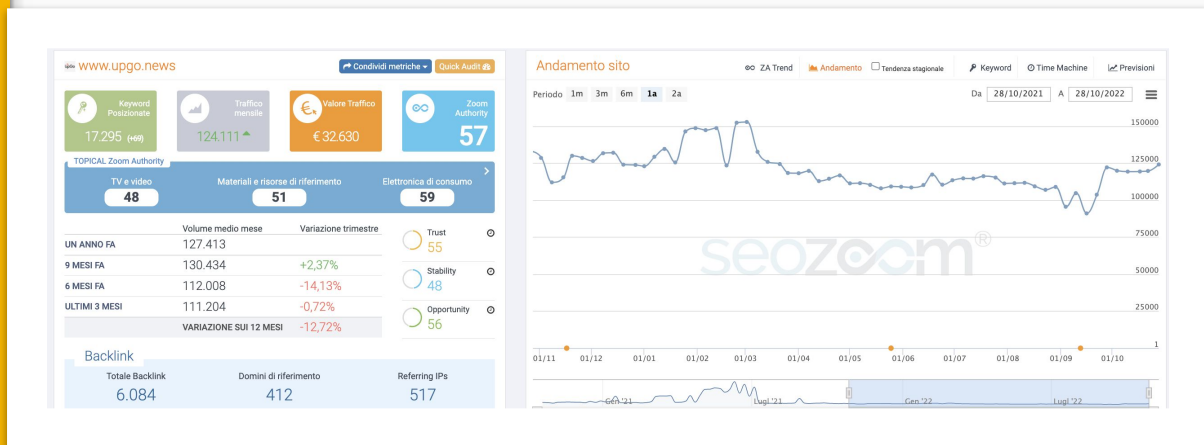 www.upgo.news
Condividi metriche
Quick Audit
Keyword Posizionate
17.295 (+69)
Traffico mensile
124.111
Valore Traffico
€ 32.630
Zoom Authority
57
TOPICAL Zoom Authority
TV e video
48
Materiali e risorse di riferimento
51
Elettronica di consumo
59
Volume medio mese Variazione trimestre
UN ANNO FA 127.413
9 MESI FA 130.434 +2,37%
6 MESI FA 112.008 -14,13%
ULTIMI 3 MESI 111.204 -0,72%
VARIAZIONE SUI 12 MESI -12,72%
Trust
55
Stability
48
Opportunity
56
Backlink
Totale Backlink Domini di riferimento Referring IPs
6.084 412 517
Andamento sito
ZA Trend Andamento Tendenza stagionale Keyword Time Machine Previsioni
Periodo 1m 3m 6m 1a 2a Da 28/10/2021 A 28/10/2022
150000
125000
100000
75000
50000
25000
1
seozoom®
01/11 01/12 01/01 01/02 01/03 01/04 01/05 01/06 01/07 01/08 01/09 01/10
Gen '21 Lugl '21 Gen '22 Lugl '22